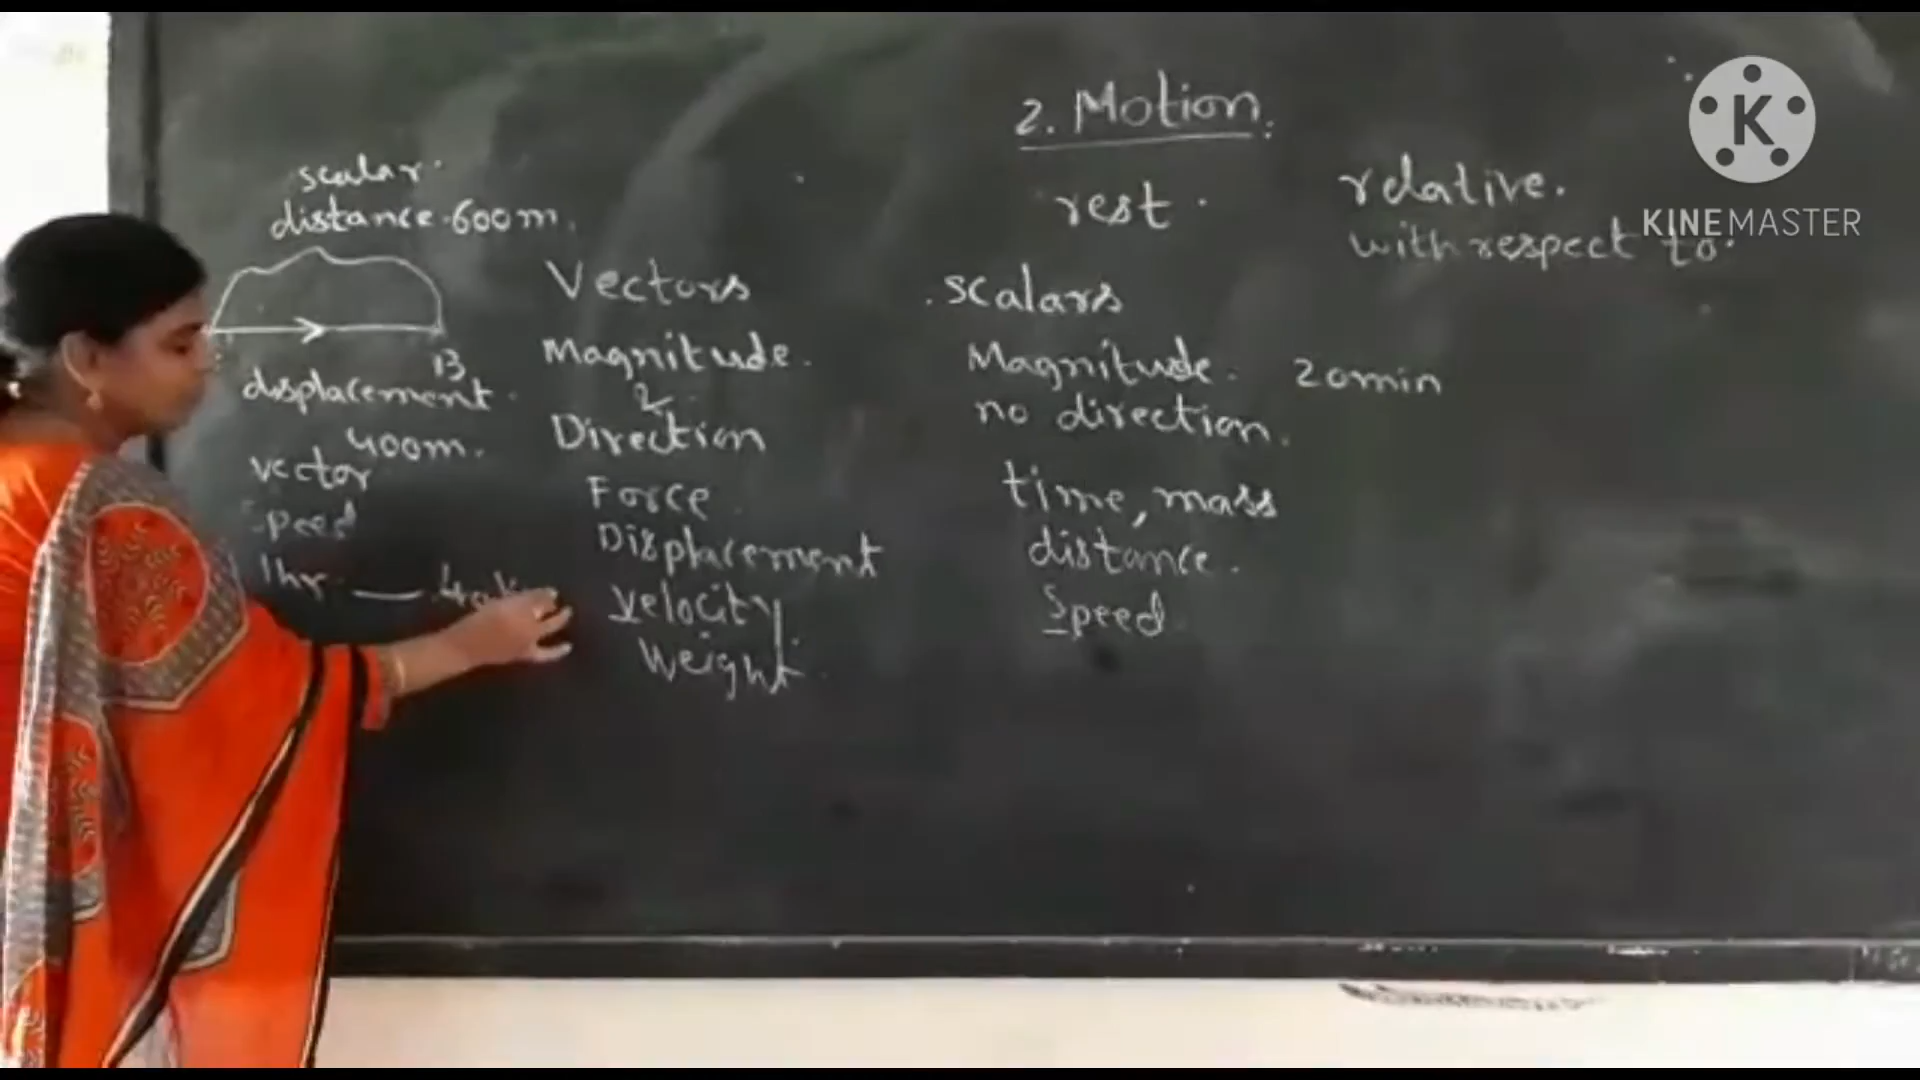 2. Motion.
rest.
relative.
with respect to.
scalar.
distance. 600m.
B
displacement.
400m.
vector
Speed
1hr. —
Vectors
Magnitude.
&
Direction
Force
Displacement
Velocity
Weight.
scalars
Magnitude. 20min
no direction.
time, mass
distance.
Speed
KINEMASTER